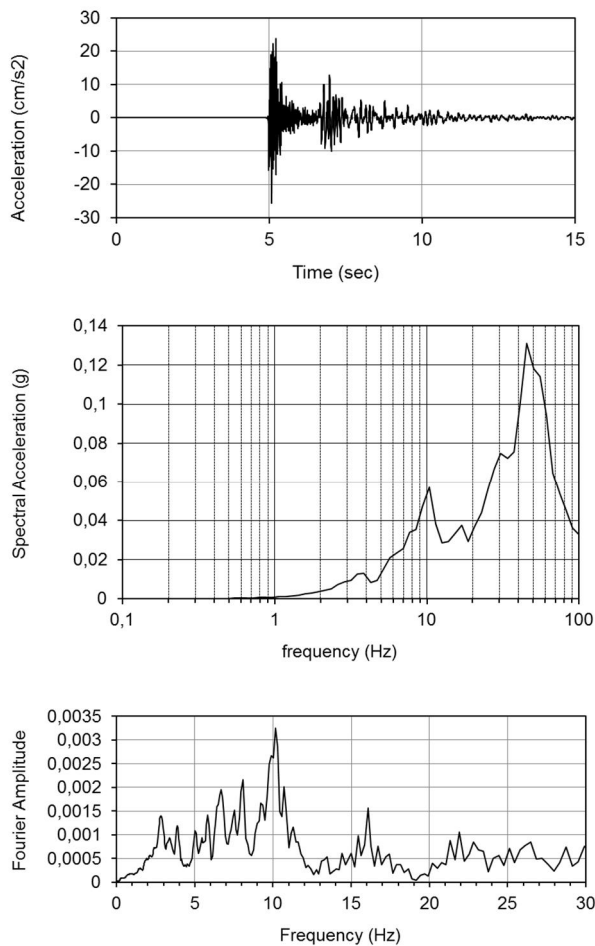 Acceleration (cm/s2)
30
20
10
0
-10
-20
-30
0 5 10 15
Time (sec)
Spectral Acceleration (g)
0,14
0,12
0,1
0,08
0,06
0,04
0,02
0
0,1 1 10 100
frequency (Hz)
Fourier Amplitude
0,0035
0,003
0,0025
0,002
0,0015
0,001
0,0005
0
0 5 10 15 20 25 30
Frequency (Hz)